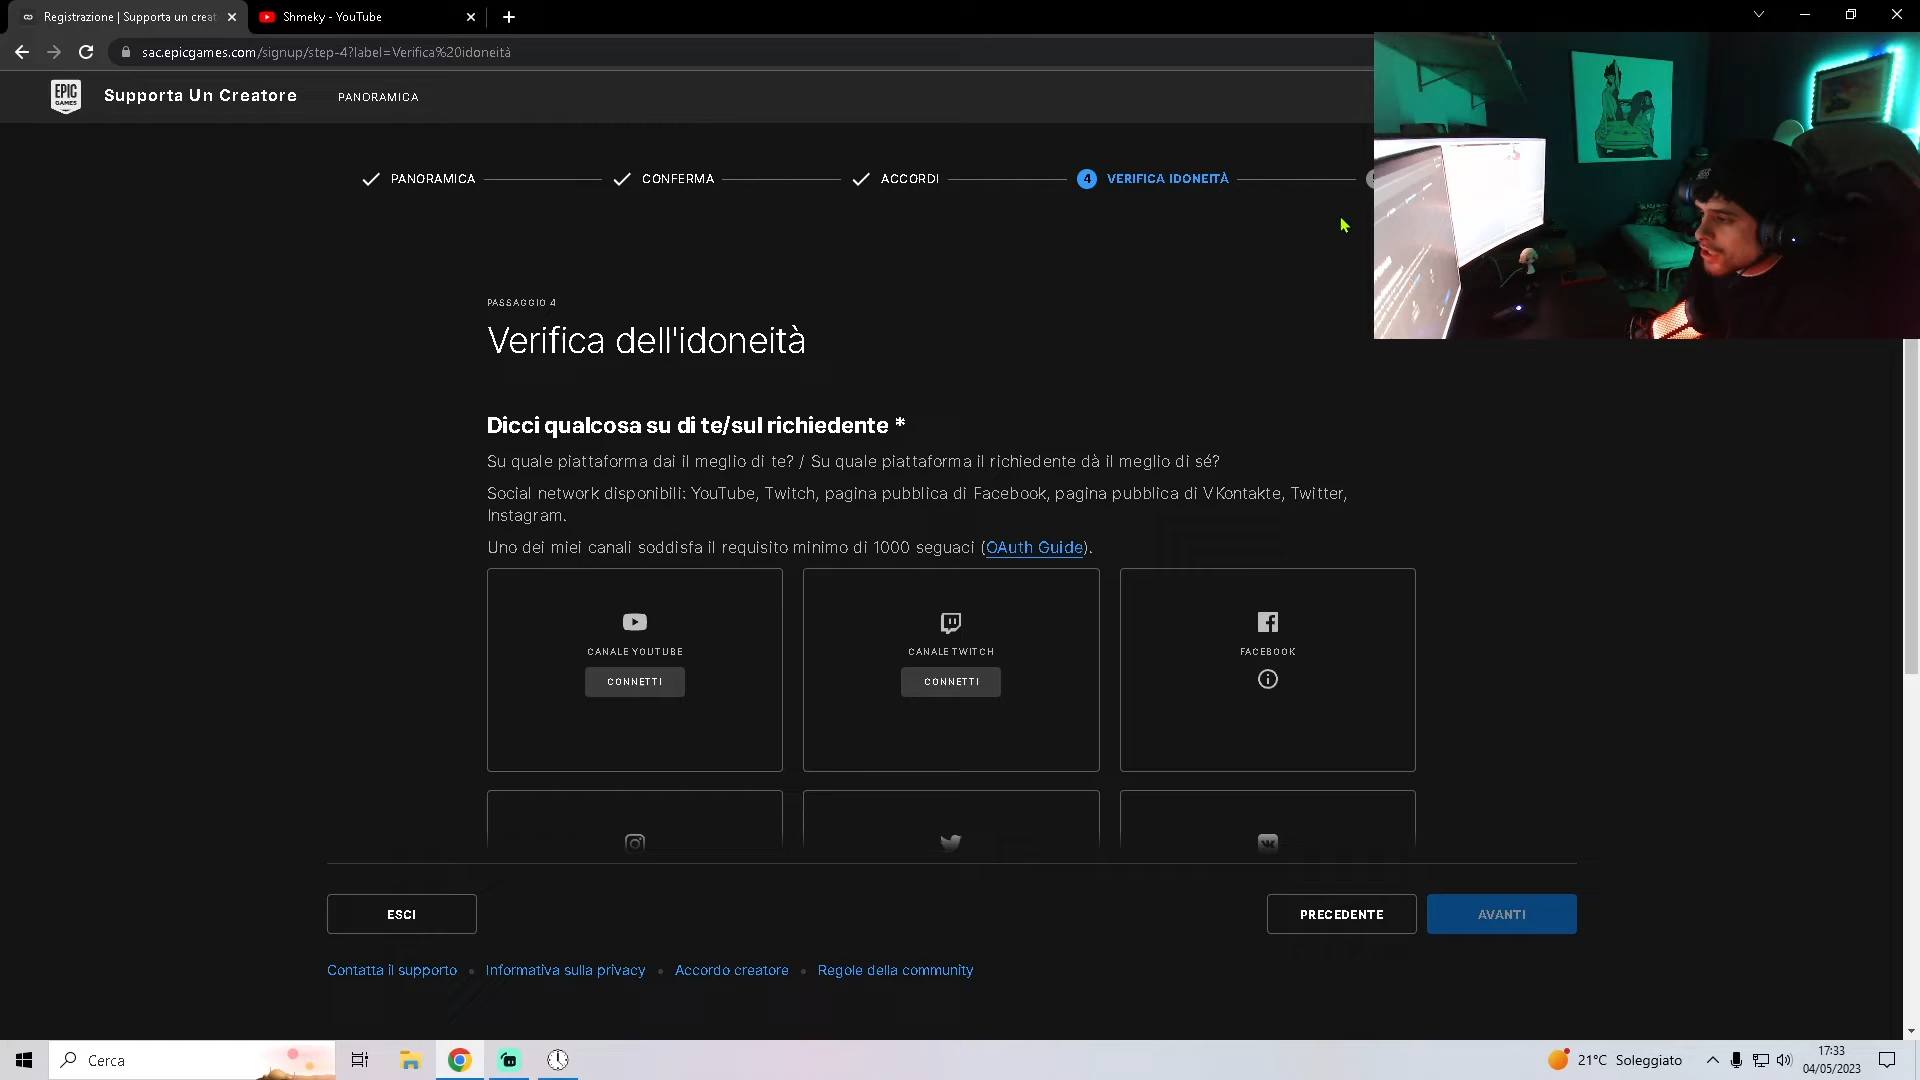 Registrazione | Supporta un creat
Shmeky - YouTube
sac.epicgames.com/signup/step-4?label=Verifica%20idoneità
EPIC GAMES
Supporta Un Creatore
PANORAMICA
PANORAMICA
CONFERMA
ACCORDI
4
VERIFICA IDONEITÀ
PASSAGGIO 4
Verifica dell'idoneità
Dicci qualcosa su di te/sul richiedente *
Su quale piattaforma dai il meglio di te? / Su quale piattaforma il richiedente dà il meglio di sé?
Social network disponibili: YouTube, Twitch, pagina pubblica di Facebook, pagina pubblica di VKontakte, Twitter,
Instagram.
Uno dei miei canali soddisfa il requisito minimo di 1000 seguaci (OAuth Guide).
CANALE YOUTUBE
CONNETTI
CANALE TWITCH
CONNETTI
FACEBOOK
ESCI
PRECEDENTE
AVANTI
Contatta il supporto
Informativa sulla privacy
Accordo creatore
Regole della community
Cerca
21°C Soleggiato
17:33
04/05/2023